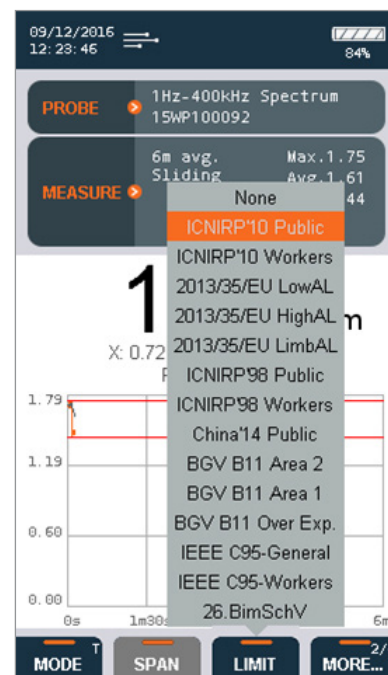 09/12/2016
12:23:46
84%
PROBE
1Hz-400kHz Spectrum
15WP100092
MEASURE
6m avg. Max.1.75
Sliding Avg.1.61
44
None
ICNIRP'10 Public
ICNIRP'10 Workers
2013/35/EU LowAL
2013/35/EU HighAL
2013/35/EU LimbAL
ICNIRP'98 Public
ICNIRP'98 Workers
China'14 Public
BGV B11 Area 2
BGV B11 Area 1
BGV B11 Over Exp.
IEEE C95-General
IEEE C95-Workers
26.BimSchV
1 m
X: 0.72
1.79
1.19
0.60
0.00
0s 1m30
MODE T
SPAN
LIMIT
MORE... 2/